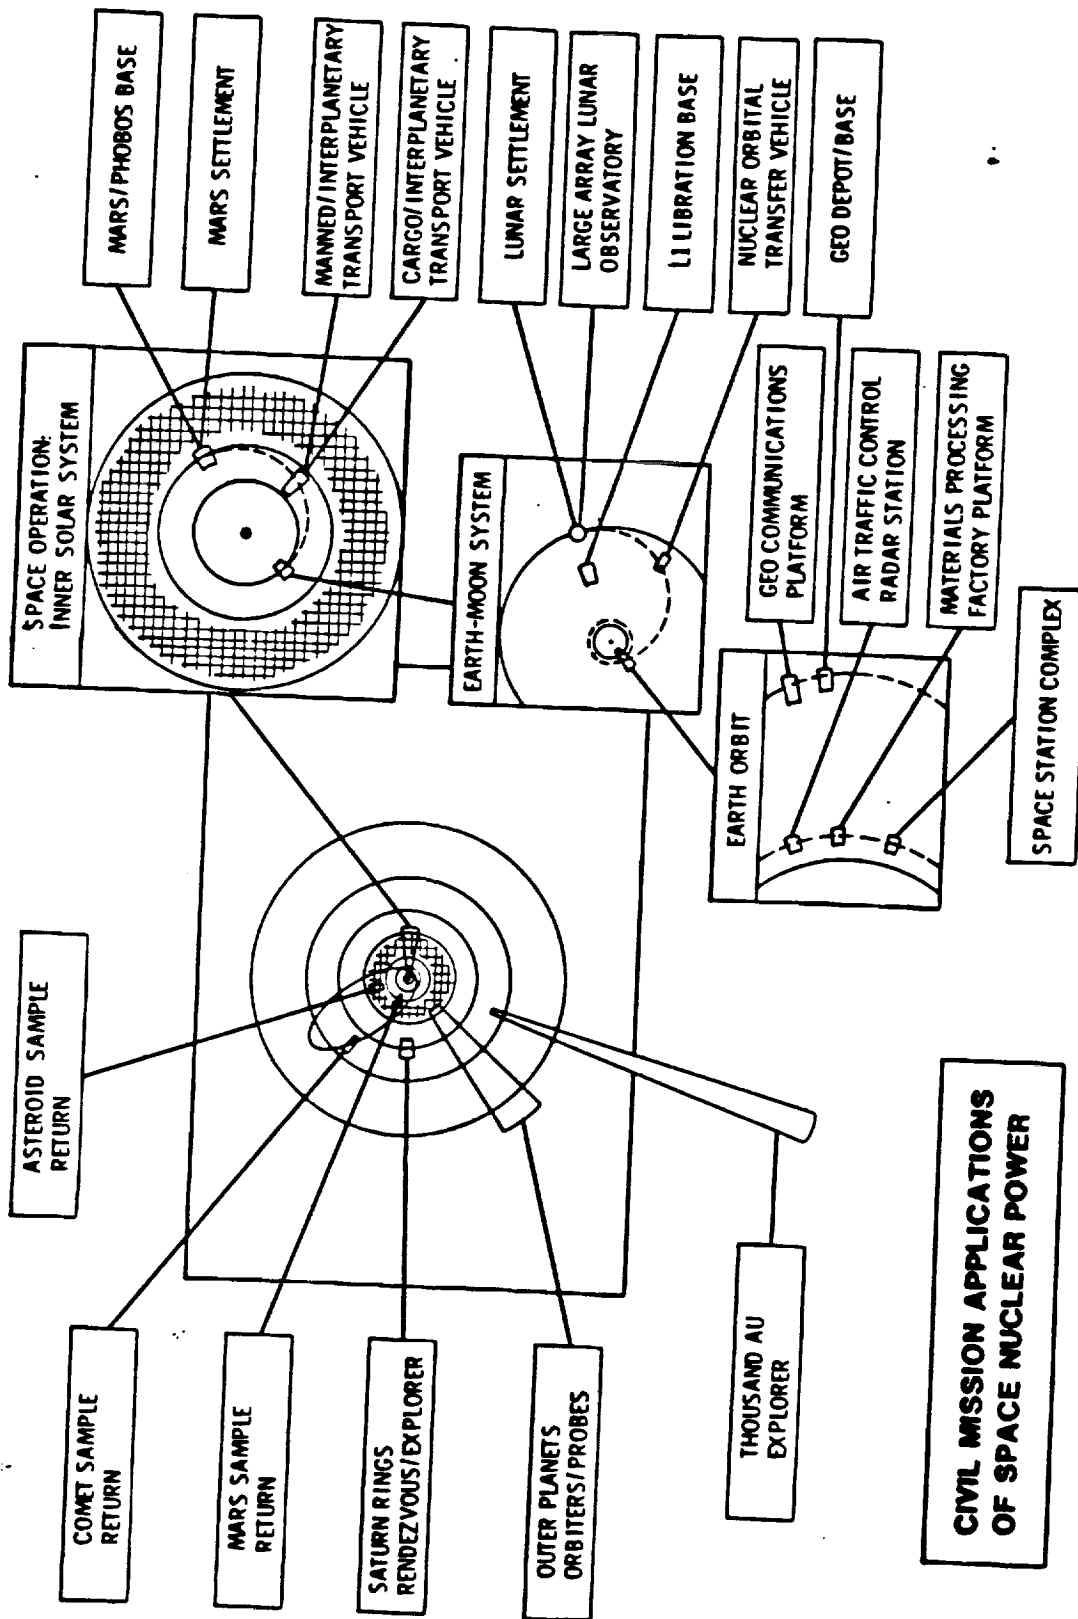 COMET SAMPLE
RETURN
MARS SAMPLE
RETURN
SATURN RINGS
RENDEZVOUS/EXPLORER
OUTER PLANETS
ORBITERS/PROBES
THOUSAND AU
EXPLORER
CIVIL MISSION APPLICATIONS
OF SPACE NUCLEAR POWER
ASTEROID SAMPLE
RETURN
SPACE OPERATION:
INNER SOLAR SYSTEM
EARTH-MOON SYSTEM
EARTH ORBIT
MARS/PHOBOS BASE
MARS SETTLEMENT
MANNED/INTERPLANETARY
TRANSPORT VEHICLE
CARGO/INTERPLANETARY
TRANSPORT VEHICLE
LUNAR SETTLEMENT
LARGE ARRAY LUNAR
OBSERVATORY
L1 LIBRATION BASE
NUCLEAR ORBITAL
TRANSFER VEHICLE
GEO DEPOT/BASE
GEO COMMUNICATIONS
PLATFORM
AIR TRAFFIC CONTROL
RADAR STATION
MATERIALS PROCESSING
FACTORY PLATFORM
SPACE STATION COMPLEX